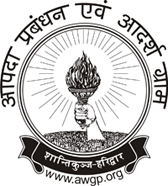 आपदा प्रबंधन एवं आदर्श ग्राम
शान्तिकुञ्ज-हरिद्वार
www.awgp.org